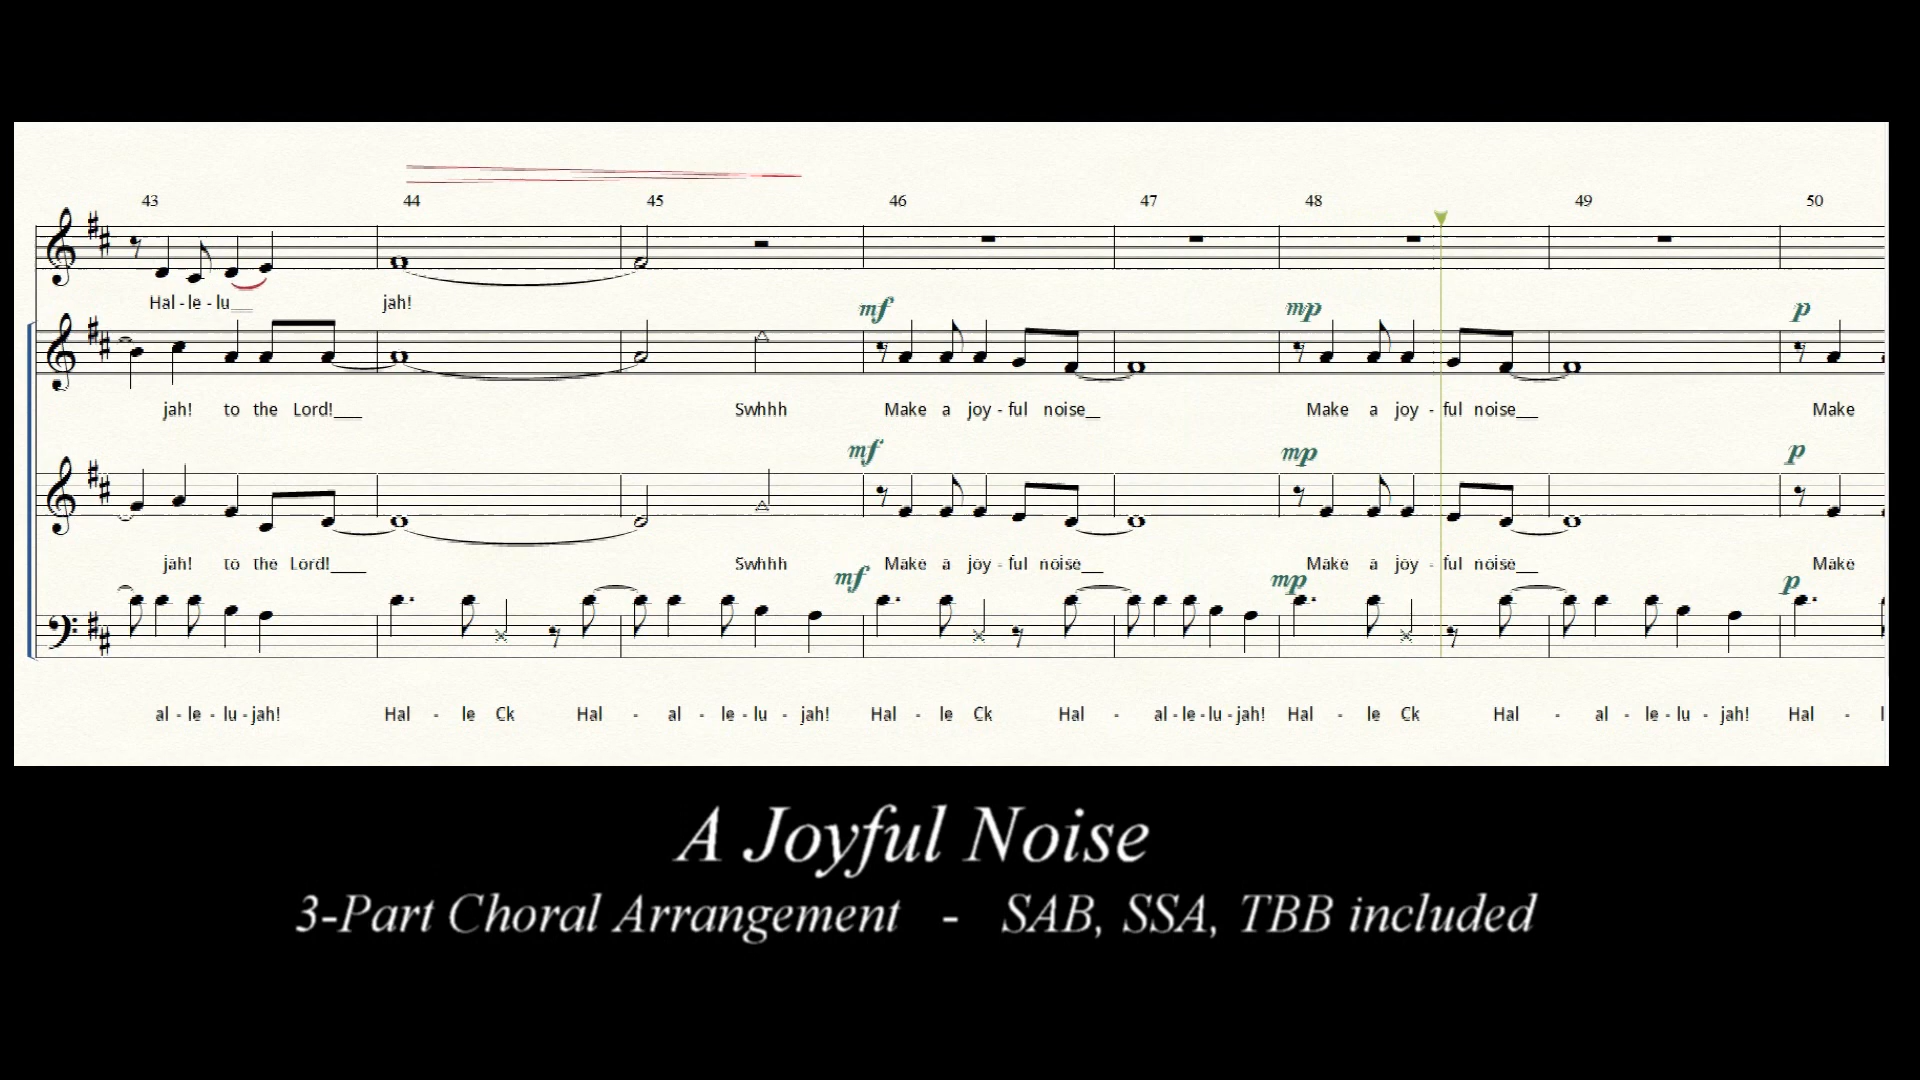 43 44 45 46 47 48 49 50
Hal - le - lu__ jah!
mf mp p
jah! to the Lord!___ Swhhh Make a joy - ful noise__ Make a joy - ful noise__ Make
mf mp p
jah! to the Lord!____ Swhhh Make a joy - ful noise__ Make a joy - ful noise__ Make
mf mp p
al - le - lu - jah! Hal - le Ck Hal - al - le - lu - jah! Hal - le Ck Hal - al - le - lu - jah! Hal - le Ck Hal - al - le - lu - jah! Hal - l
A Joyful Noise
3-Part Choral Arrangement - SAB, SSA, TBB included